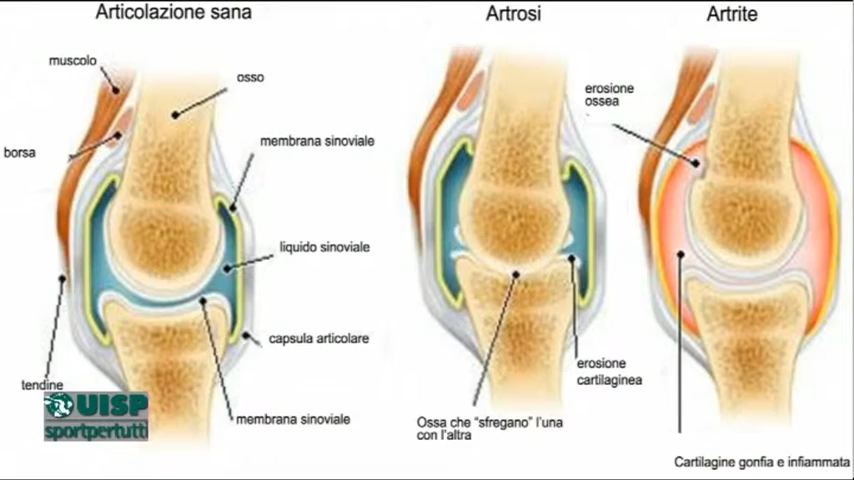 Articolazione sana
muscolo
osso
borsa
membrana sinoviale
liquido sinoviale
capsula articolare
tendine
membrana sinoviale
UISP
sportpertutti
Artrosi
Ossa che “sfregano” l’una
con l’altra
erosione
cartilaginea
Artrite
erosione
ossea
Cartilagine gonfia e infiammata